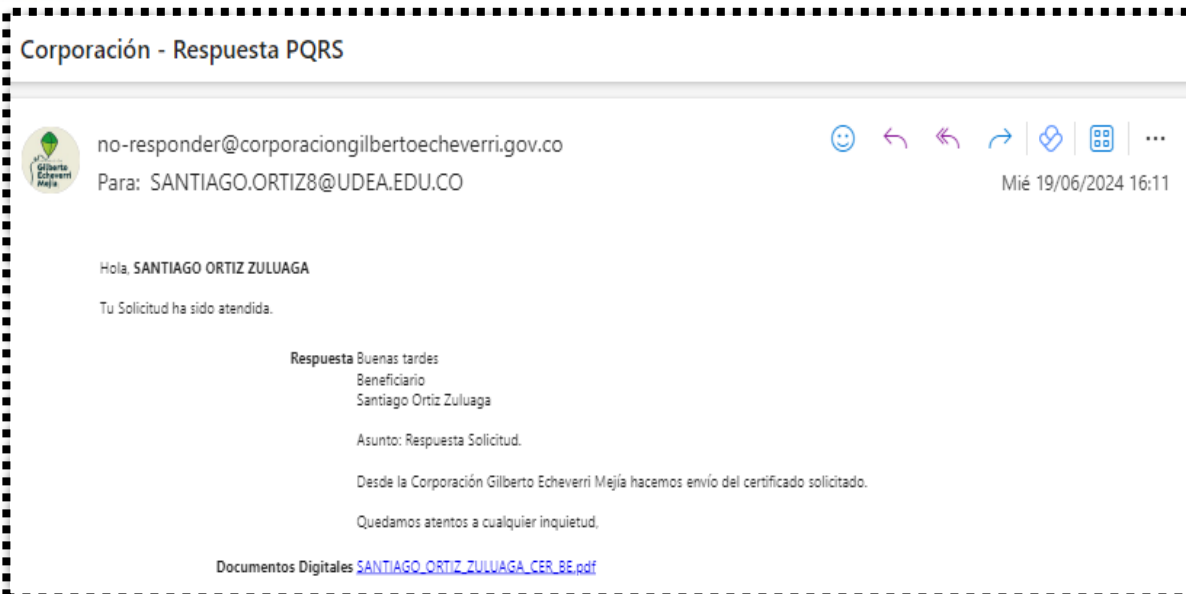 Corporación - Respuesta PQRS
Gilberto
Echeverri
Mejía
no-responder@corporaciongilbertoecheverri.gov.co
Para: SANTIAGO.ORTIZ8@UDEA.EDU.CO
Mié 19/06/2024 16:11
Hola, SANTIAGO ORTIZ ZULUAGA
Tu Solicitud ha sido atendida.
Respuesta Buenas tardes
Beneficiario
Santiago Ortiz Zuluaga
Asunto: Respuesta Solicitud.
Desde la Corporación Gilberto Echeverri Mejía hacemos envío del certificado solicitado.
Quedamos atentos a cualquier inquietud,
Documentos Digitales SANTIAGO_ORTIZ_ZULUAGA_CER_BE.pdf